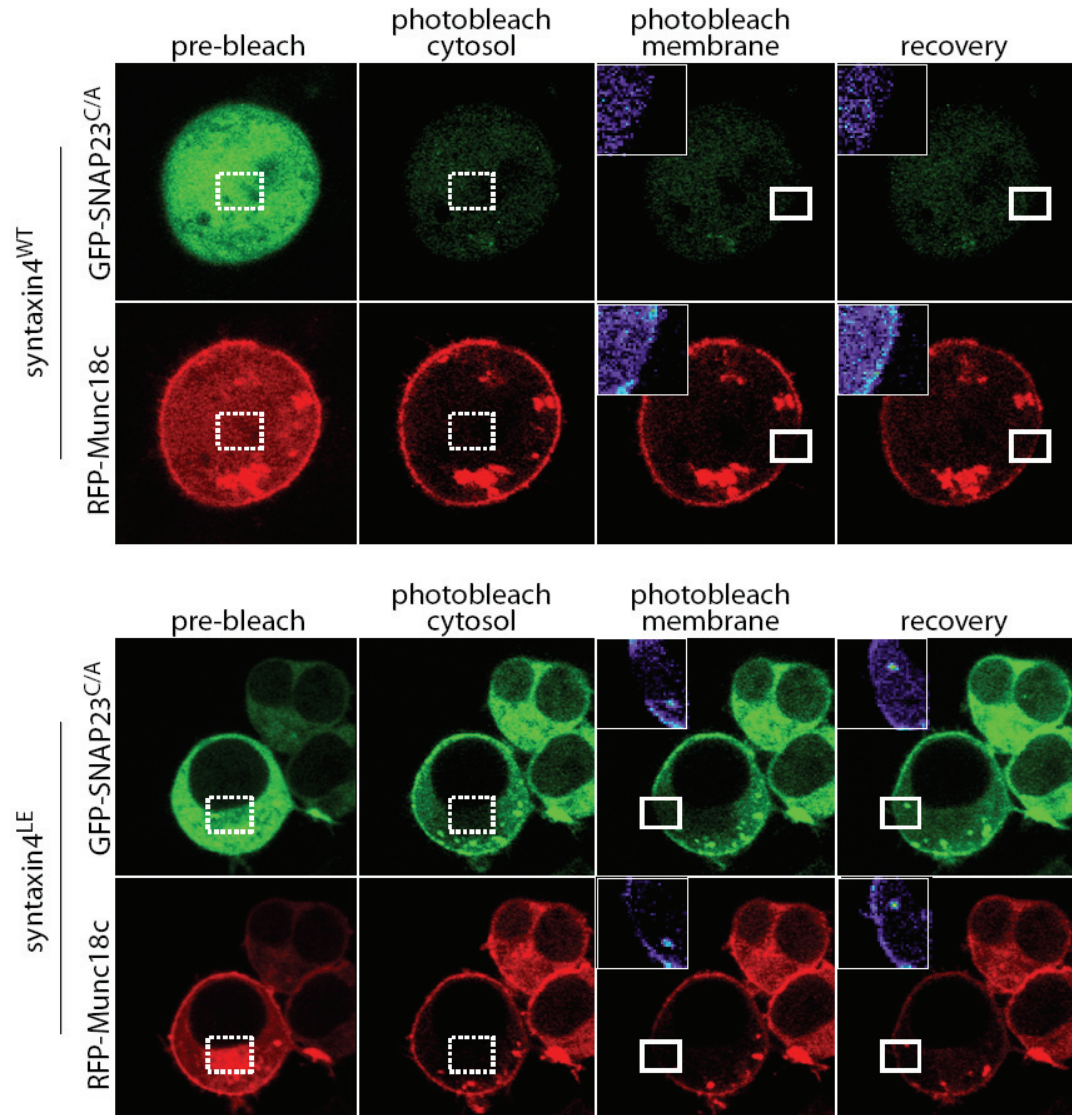 pre-bleach
photobleach
cytosol
photobleach
membrane
recovery
syntaxin4WT
GFP-SNAP23C/A
RFP-Munc18c
pre-bleach
photobleach
cytosol
photobleach
membrane
recovery
syntaxin4LE
GFP-SNAP23C/A
RFP-Munc18c